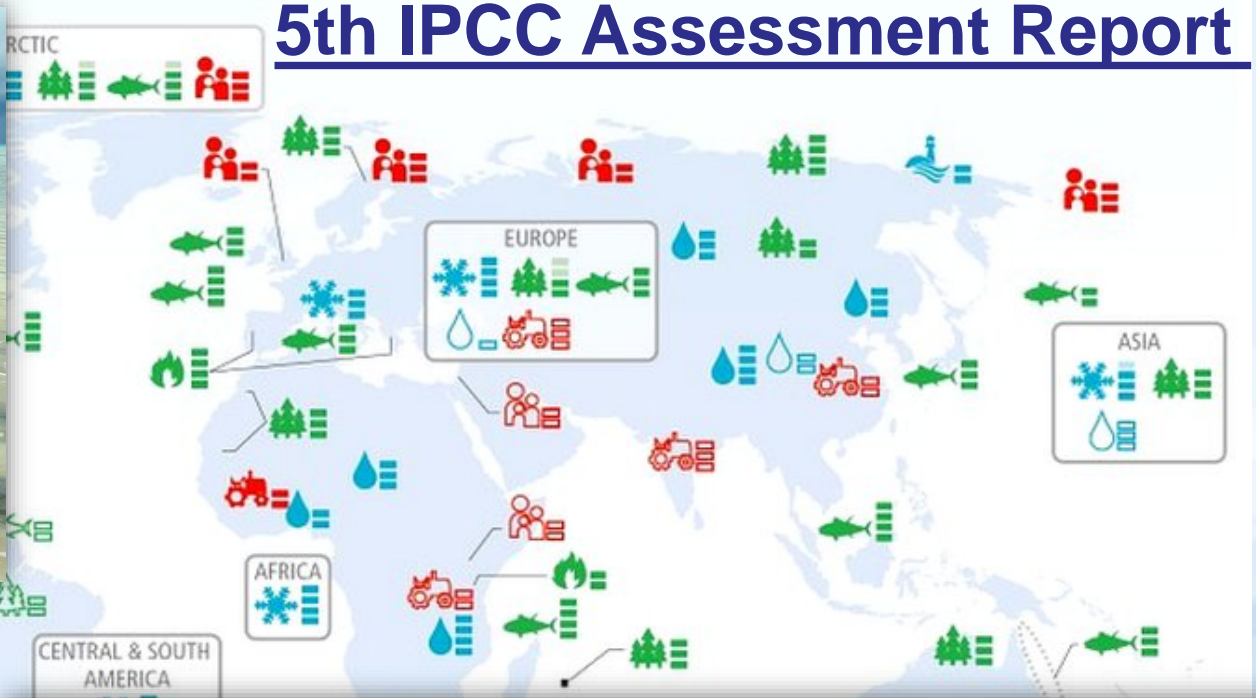 5th IPCC Assessment Report
RCTIC
EUROPE
ASIA
AFRICA
CENTRAL & SOUTH
AMERICA